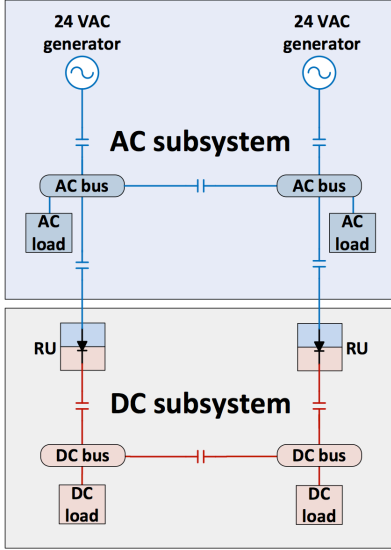 24 VAC
generator
24 VAC
generator
AC subsystem
AC bus
AC bus
AC
load
AC
load
RU
RU
DC subsystem
DC bus
DC bus
DC
load
DC
load